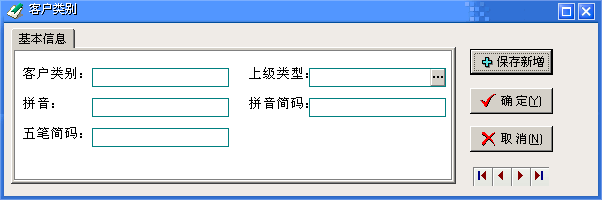 客户类别
基本信息
客户类别：
上级类型：
...
拼音：
拼音简码：
五笔简码：
保存新增
确 定(Y)
取 消(N)